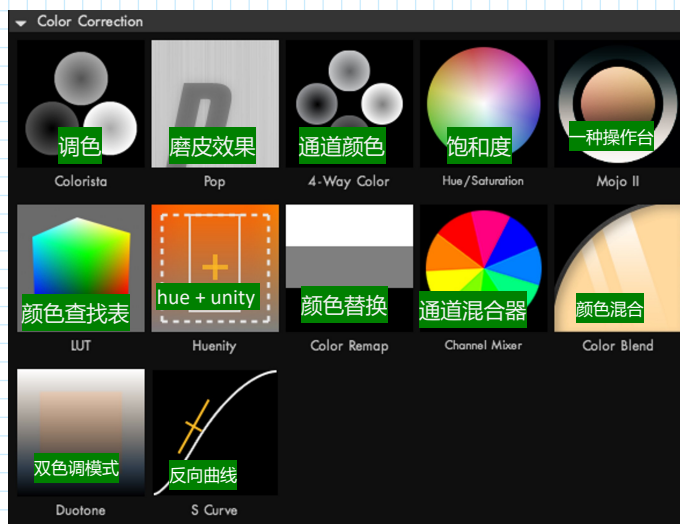 Color Correction
调色
磨皮效果
通道颜色
饱和度
一种操作台
Colorista
Pop
4-Way Color
Hue/Saturation
Mojo II
颜色查找表
hue + unity
颜色替换
通道混合器
颜色混合
LUT
Huenity
Color Remap
Channel Mixer
Color Blend
双色调模式
反向曲线
Duotone
S Curve